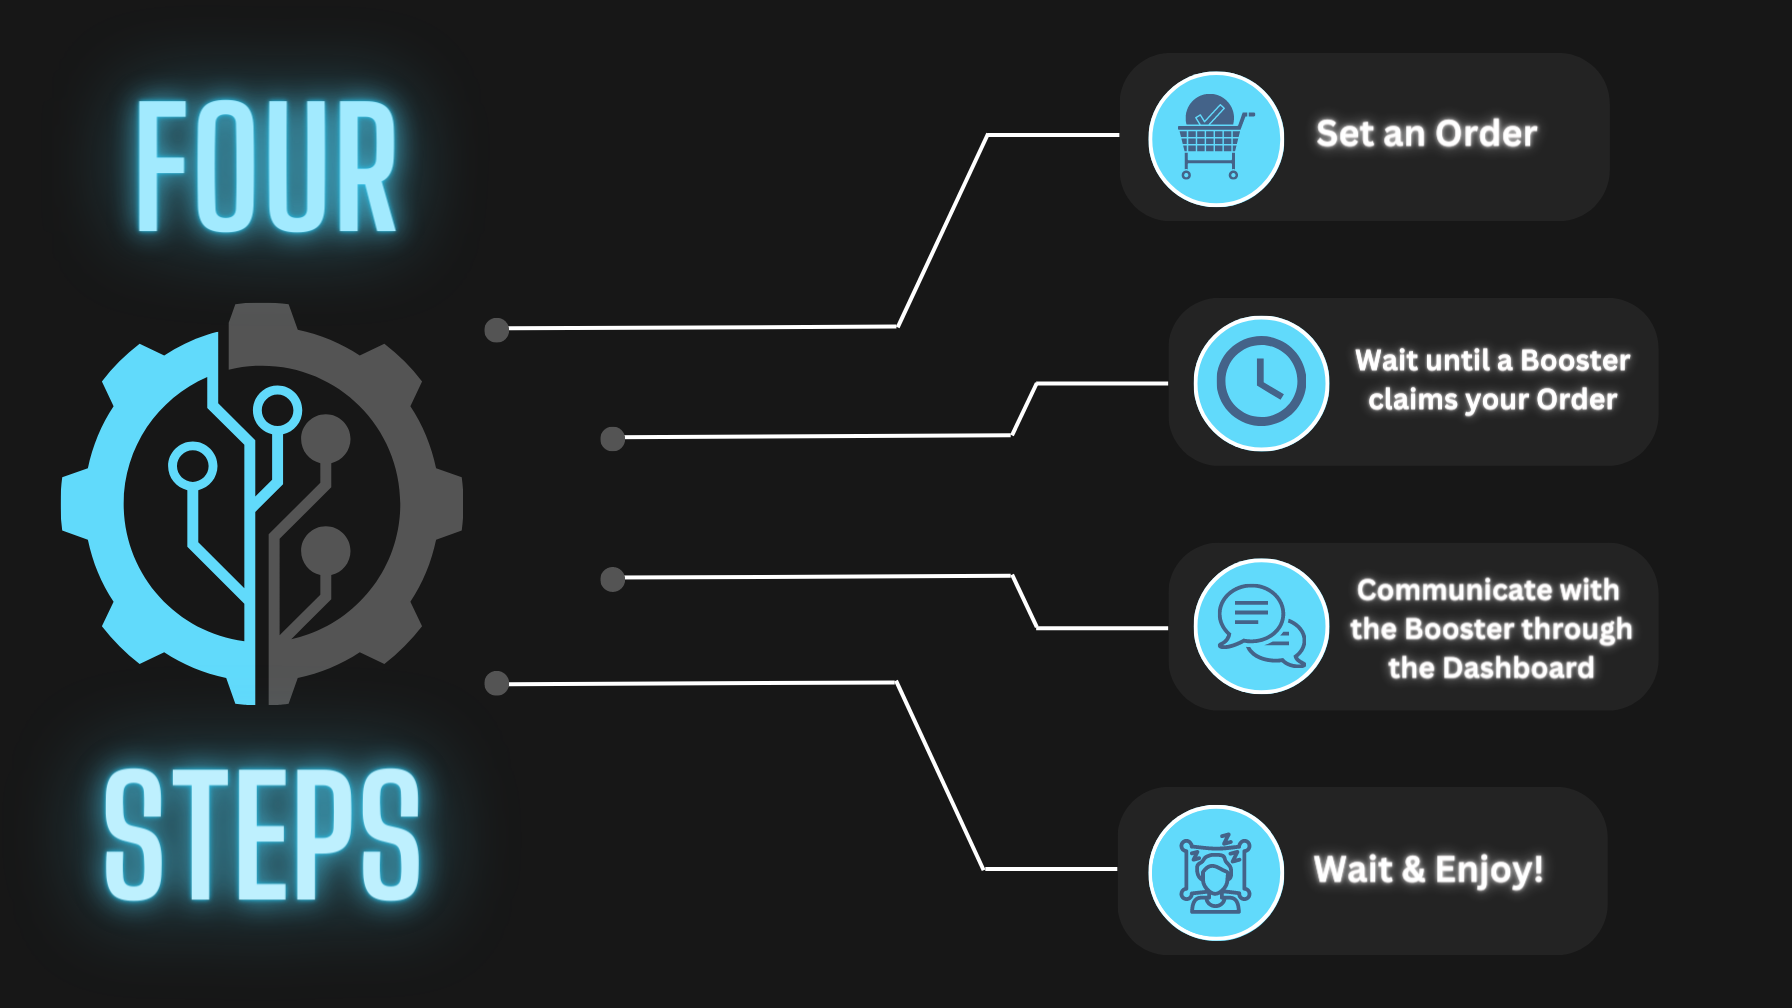 FOUR
STEPS
Set an Order
Wait until a Booster
claims your Order
Communicate with
the Booster through
the Dashboard
Wait & Enjoy!